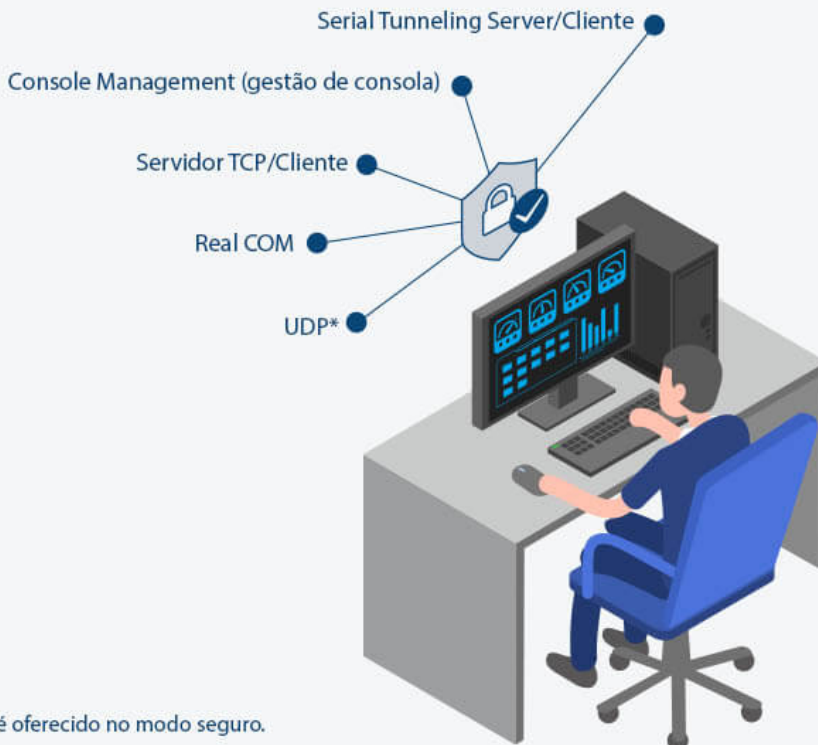 Serial Tunneling Server/Cliente
Console Management (gestão de consola)
Servidor TCP/Cliente
Real COM
UDP*
é oferecido no modo seguro.